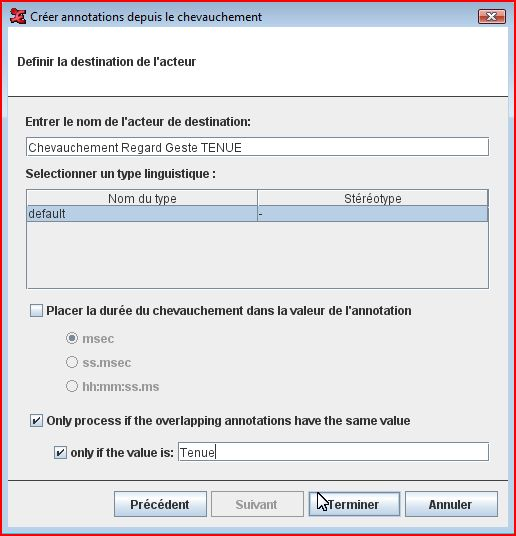 Créer annotations depuis le chevauchement
Definir la destination de l'acteur
Entrer le nom de l'acteur de destination:
Chevauchement Regard Geste TENUE
Selectionner un type linguistique :
Nom du type Stéréotype
default -
Placer la durée du chevauchement dans la valeur de l'annotation
msec
ss.msec
hh:mm:ss.ms
Only process if the overlapping annotations have the same value
only if the value is: Tenue
Précédent Suivant Terminer Annuler